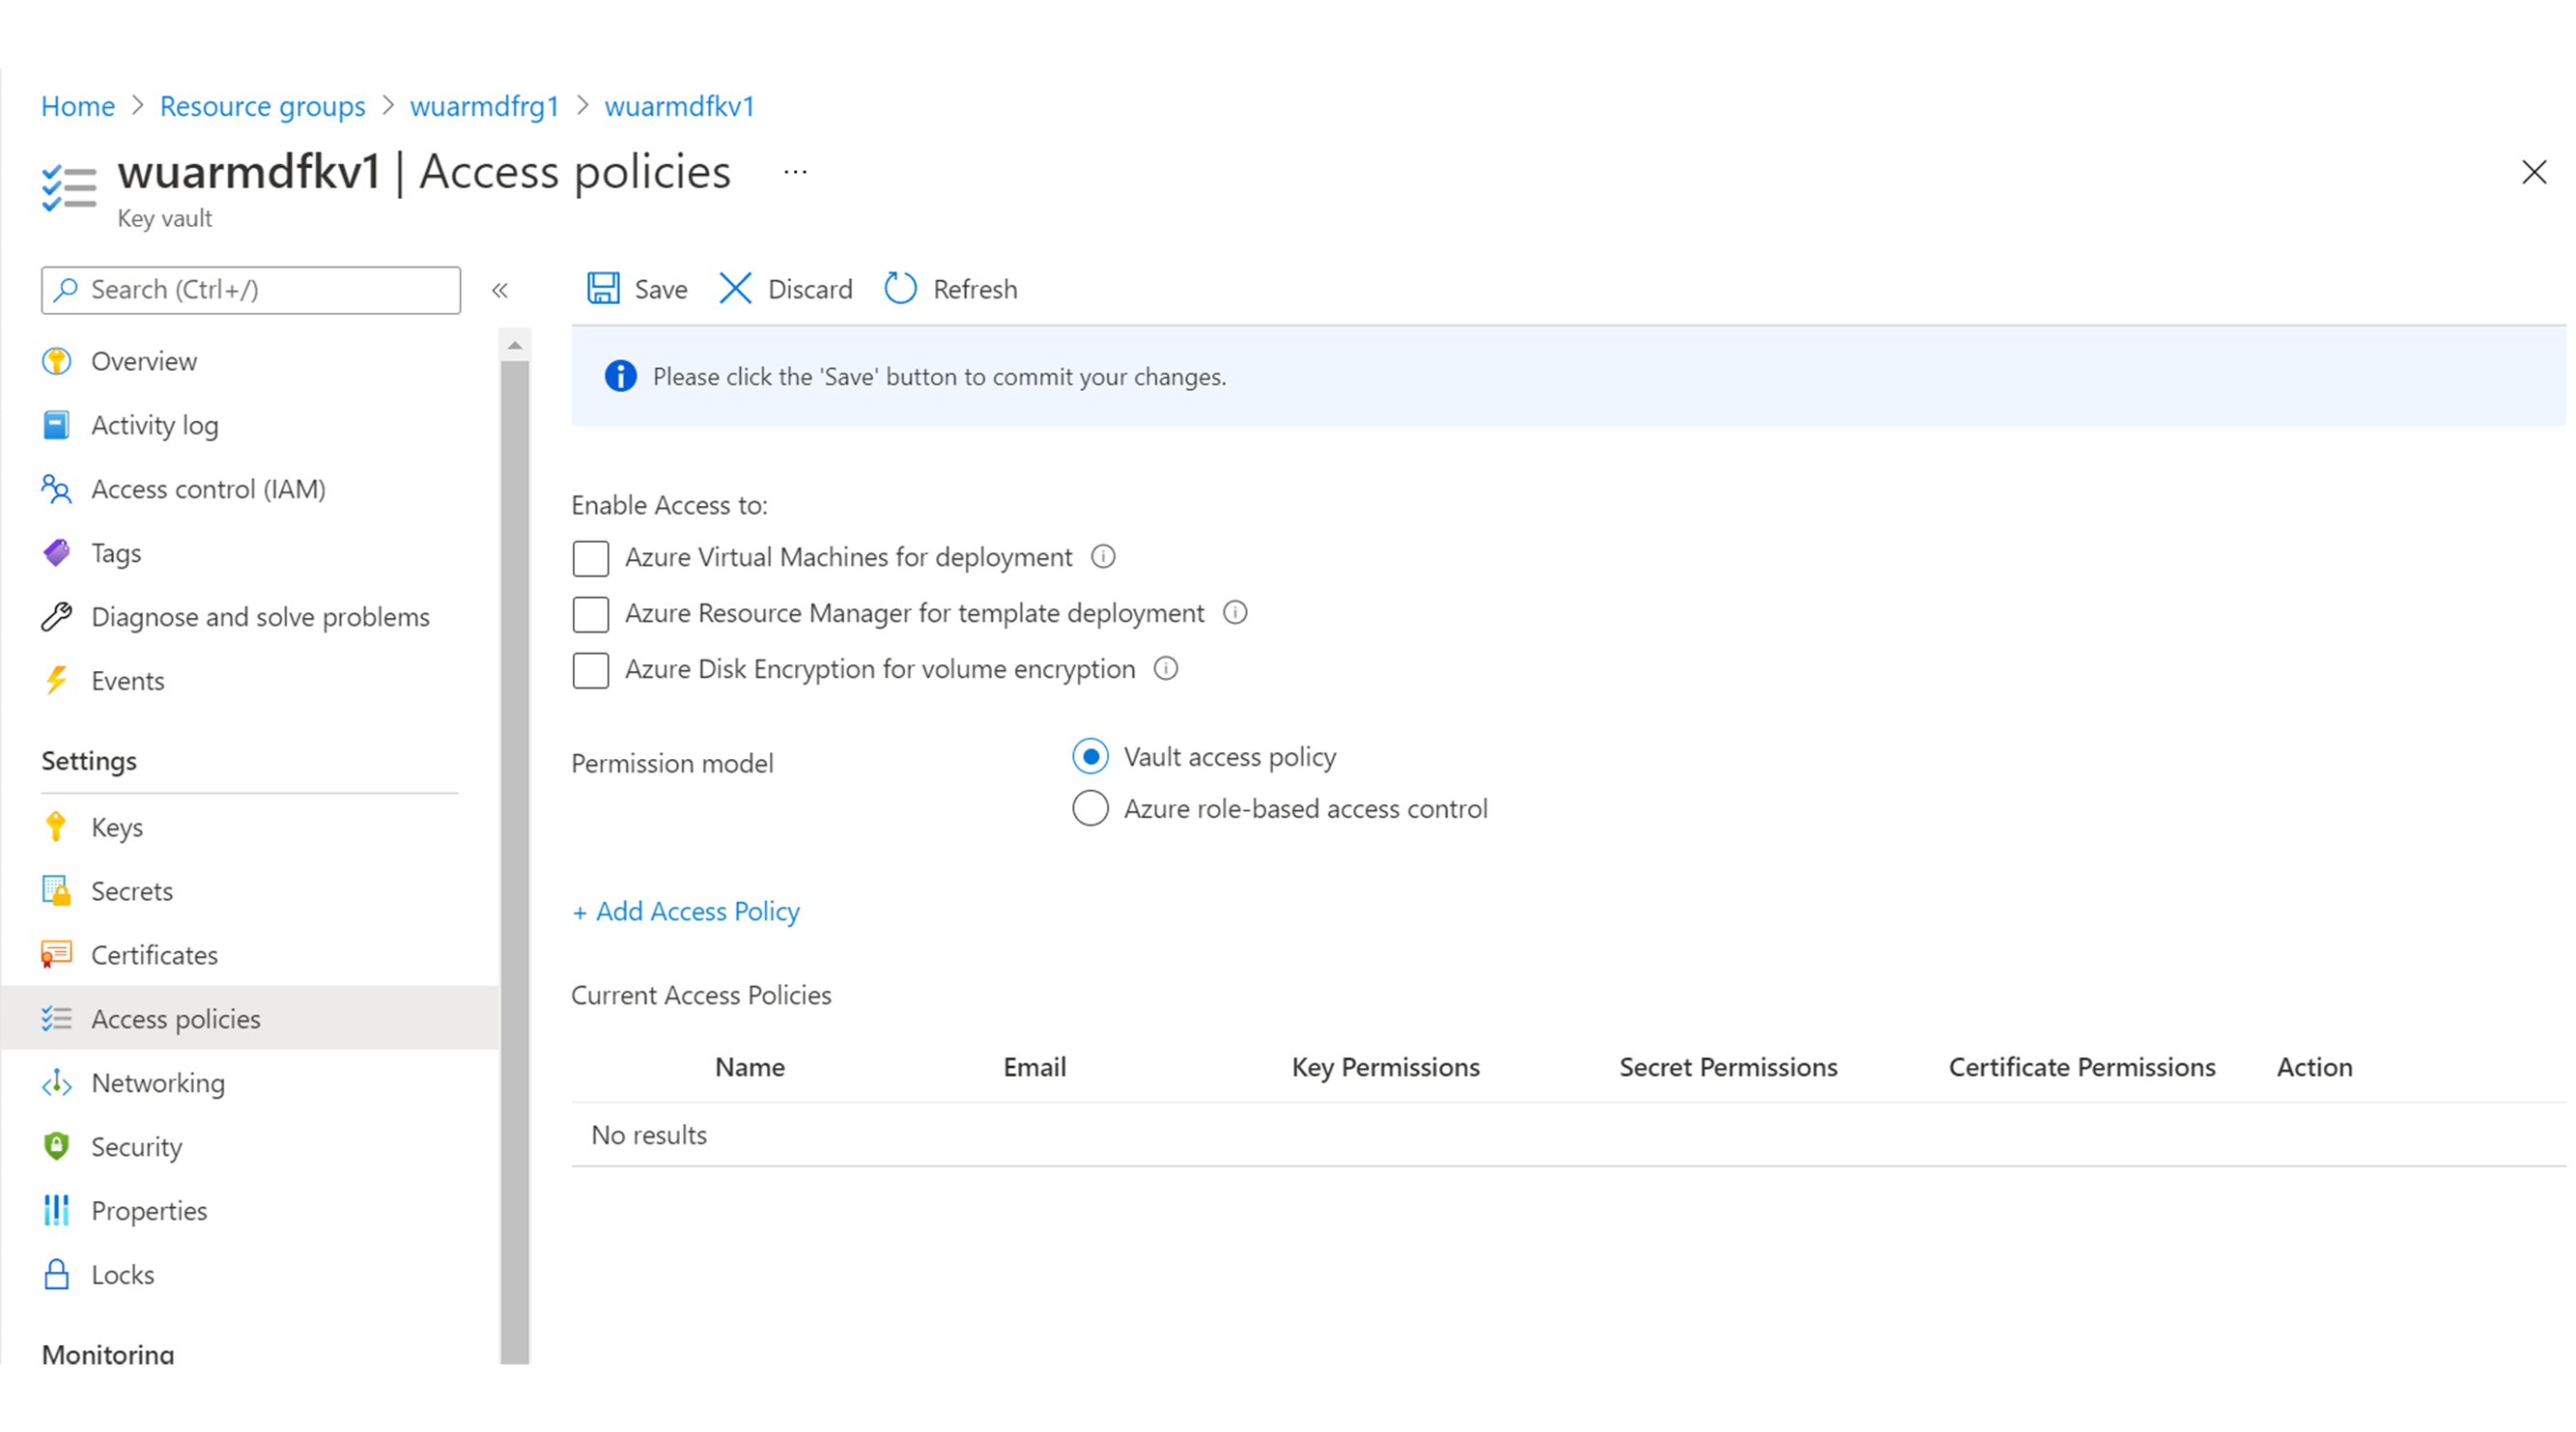 Home > Resource groups > wuarmdfrg1 > wuarmdfkv1
wuarmdfkv1 | Access policies ...
Key vault
Search (Ctrl+/) «
Save Discard Refresh
Please click the 'Save' button to commit your changes.
Overview
Activity log
Access control (IAM)
Tags
Diagnose and solve problems
Events
Settings
Keys
Secrets
Certificates
Access policies
Networking
Security
Properties
Locks
Monitoring
Enable Access to:
Azure Virtual Machines for deployment
Azure Resource Manager for template deployment
Azure Disk Encryption for volume encryption
Permission model
Vault access policy
Azure role-based access control
+ Add Access Policy
Current Access Policies
Name Email Key Permissions Secret Permissions Certificate Permissions Action
No results